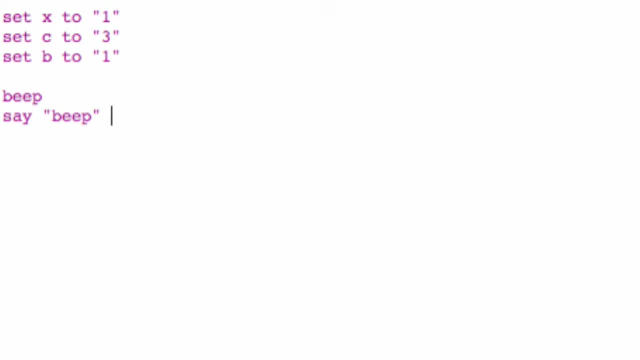 set x to "1"
set c to "3"
set b to "1"
beep
say "beep"